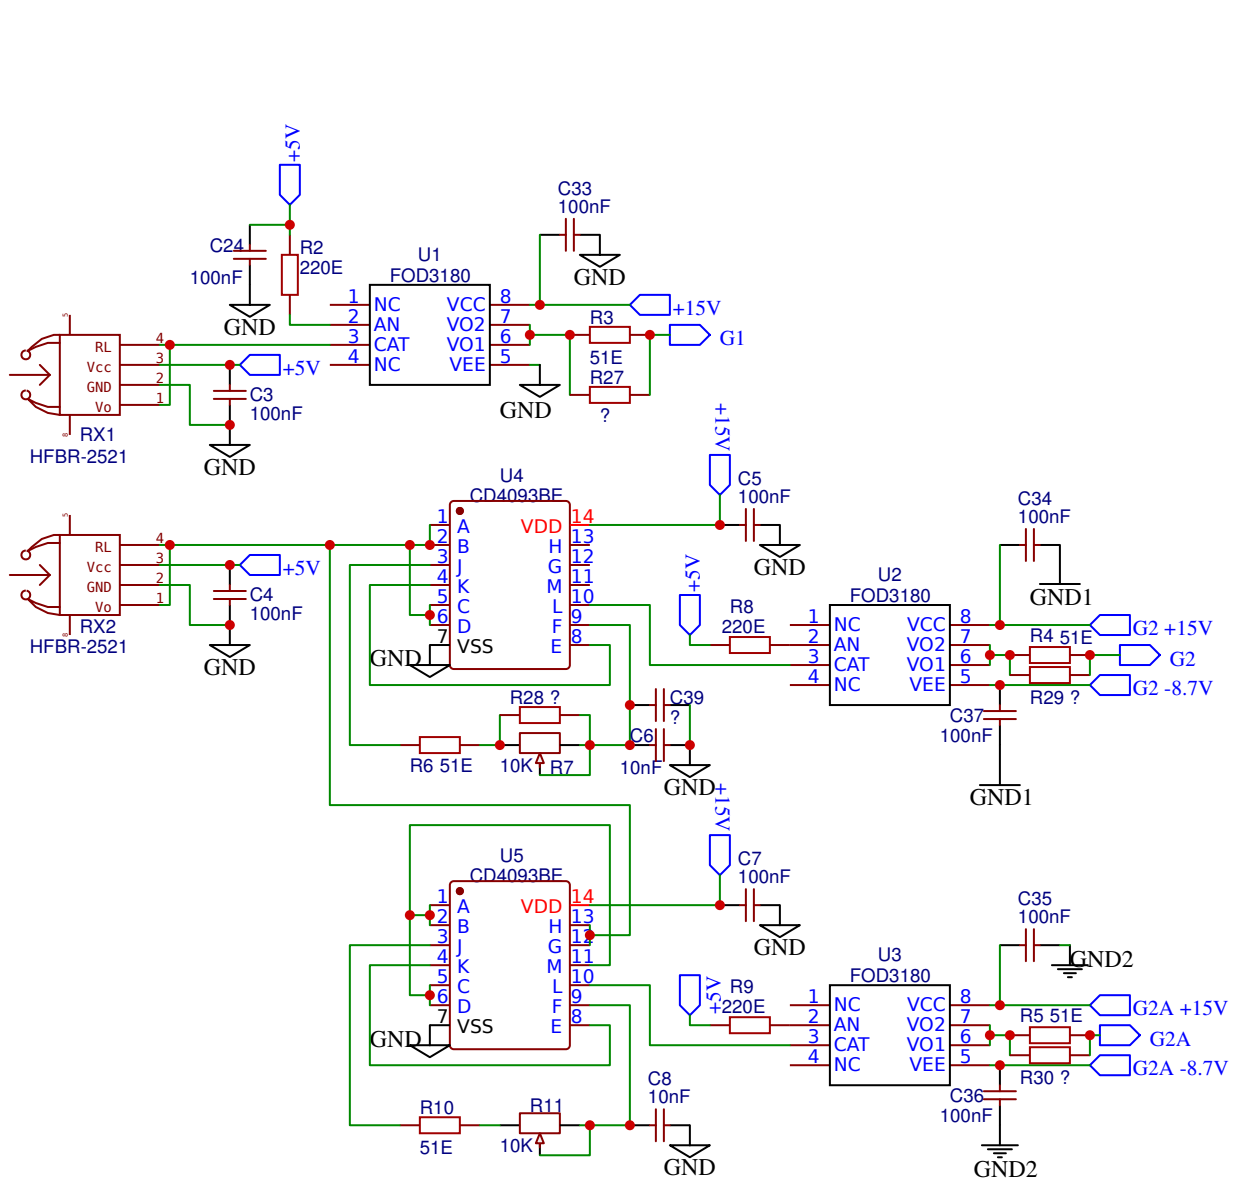 +5V
C24
100nF
R2
220E
GND
U1
FOD3180
1 NC VCC 8
2 AN VO2 7
3 CAT VO1 6
4 NC VEE 5
C33
100nF
GND
+15V
R3
51E
R27
?
G1
GND
5
RL 4
Vcc 3
GND 2
Vo 1
8
RX1
HFBR-2521
+5V
C3
100nF
GND
U4
CD4093BE
1 A VDD 14
2 B H 13
3 J G 12
4 K M 11
5 C L 10
6 D F 9
7 VSS E 8
GND
+15V
C5
100nF
GND
5
RL 4
Vcc 3
GND 2
Vo 1
8
RX2
HFBR-2521
+5V
C4
100nF
GND
+5V
R8
220E
U2
FOD3180
1 NC VCC 8
2 AN VO2 7
3 CAT VO1 6
4 NC VEE 5
C34
100nF
GND1
G2 +15V
R4 51E
G2
G2 -8.7V
R29 ?
C37
100nF
GND1
R28 ?
R6 51E
10K R7
C39
?
C6
10nF
GND
+15V
U5
CD4093BE
1 A VDD 14
2 B H 13
3 J G 12
4 K M 11
5 C L 10
6 D F 9
7 VSS E 8
GND
C7
100nF
GND
+5V
R9
220E
U3
FOD3180
1 NC VCC 8
2 AN VO2 7
3 CAT VO1 6
4 NC VEE 5
C35
100nF
GND2
G2A +15V
R5 51E
G2A
G2A -8.7V
R30 ?
C36
100nF
GND2
R10
51E
R11
10K
C8
10nF
GND